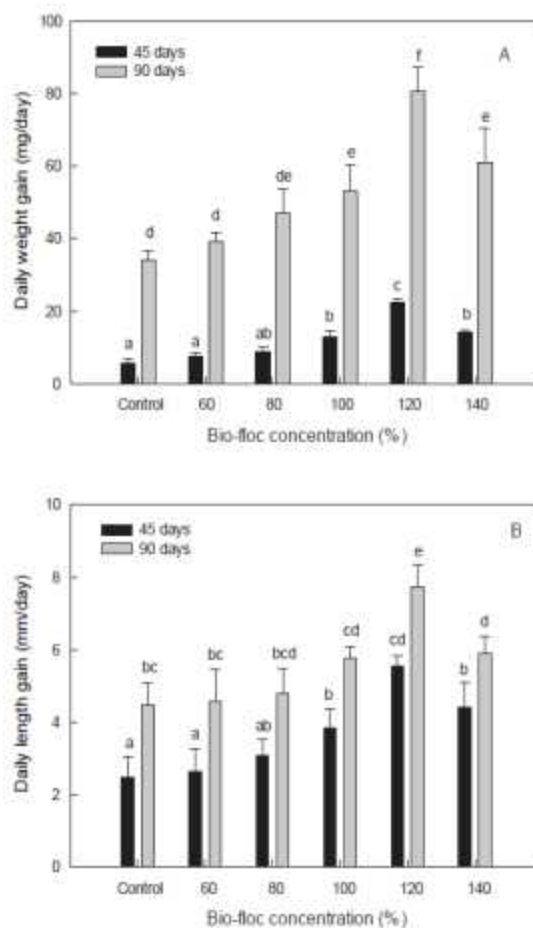 100
80
60
40
20
0
Daily weight gain (mg/day)
45 days
90 days
A
a
d
a
d
ab
de
b
e
c
f
b
e
Control
60
80
100
120
140
Bio-floc concentration (%)
10
8
6
4
2
0
Daily length gain (mm/day)
45 days
90 days
B
a
bc
a
bc
ab
bcd
b
cd
cd
e
b
d
Control
60
80
100
120
140
Bio-floc concentration (%)